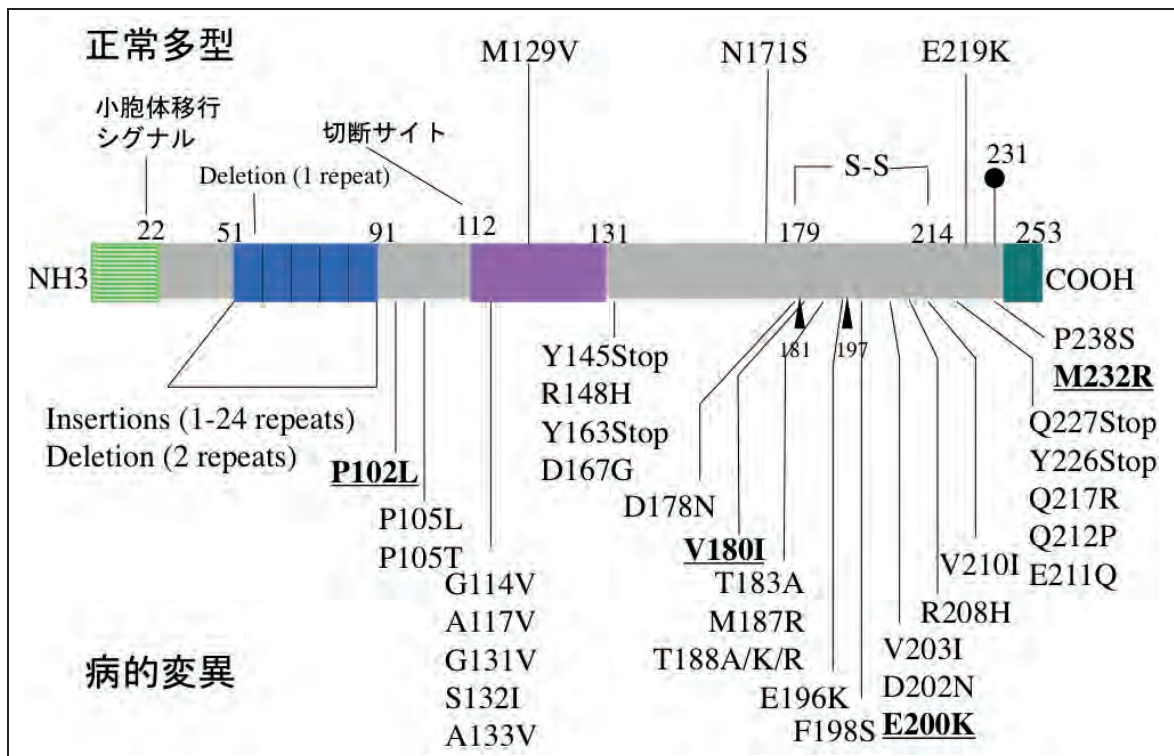 正常多型
M129V
N171S
E219K
小胞体移行
シグナル
切断サイト
Deletion (1 repeat)
S-S
231
22
51
91
112
131
179
214
253
NH3
COOH
181
197
Insertions (1-24 repeats)
Deletion (2 repeats)
P102L
P105L
P105T
G114V
A117V
G131V
S132I
A133V
Y145Stop
R148H
Y163Stop
D167G
D178N
V180I
T183A
M187R
T188A/K/R
E196K
F198S
V203I
D202N
E200K
R208H
V210I
P238S
M232R
Q227Stop
Y226Stop
Q217R
Q212P
E211Q
病的変異